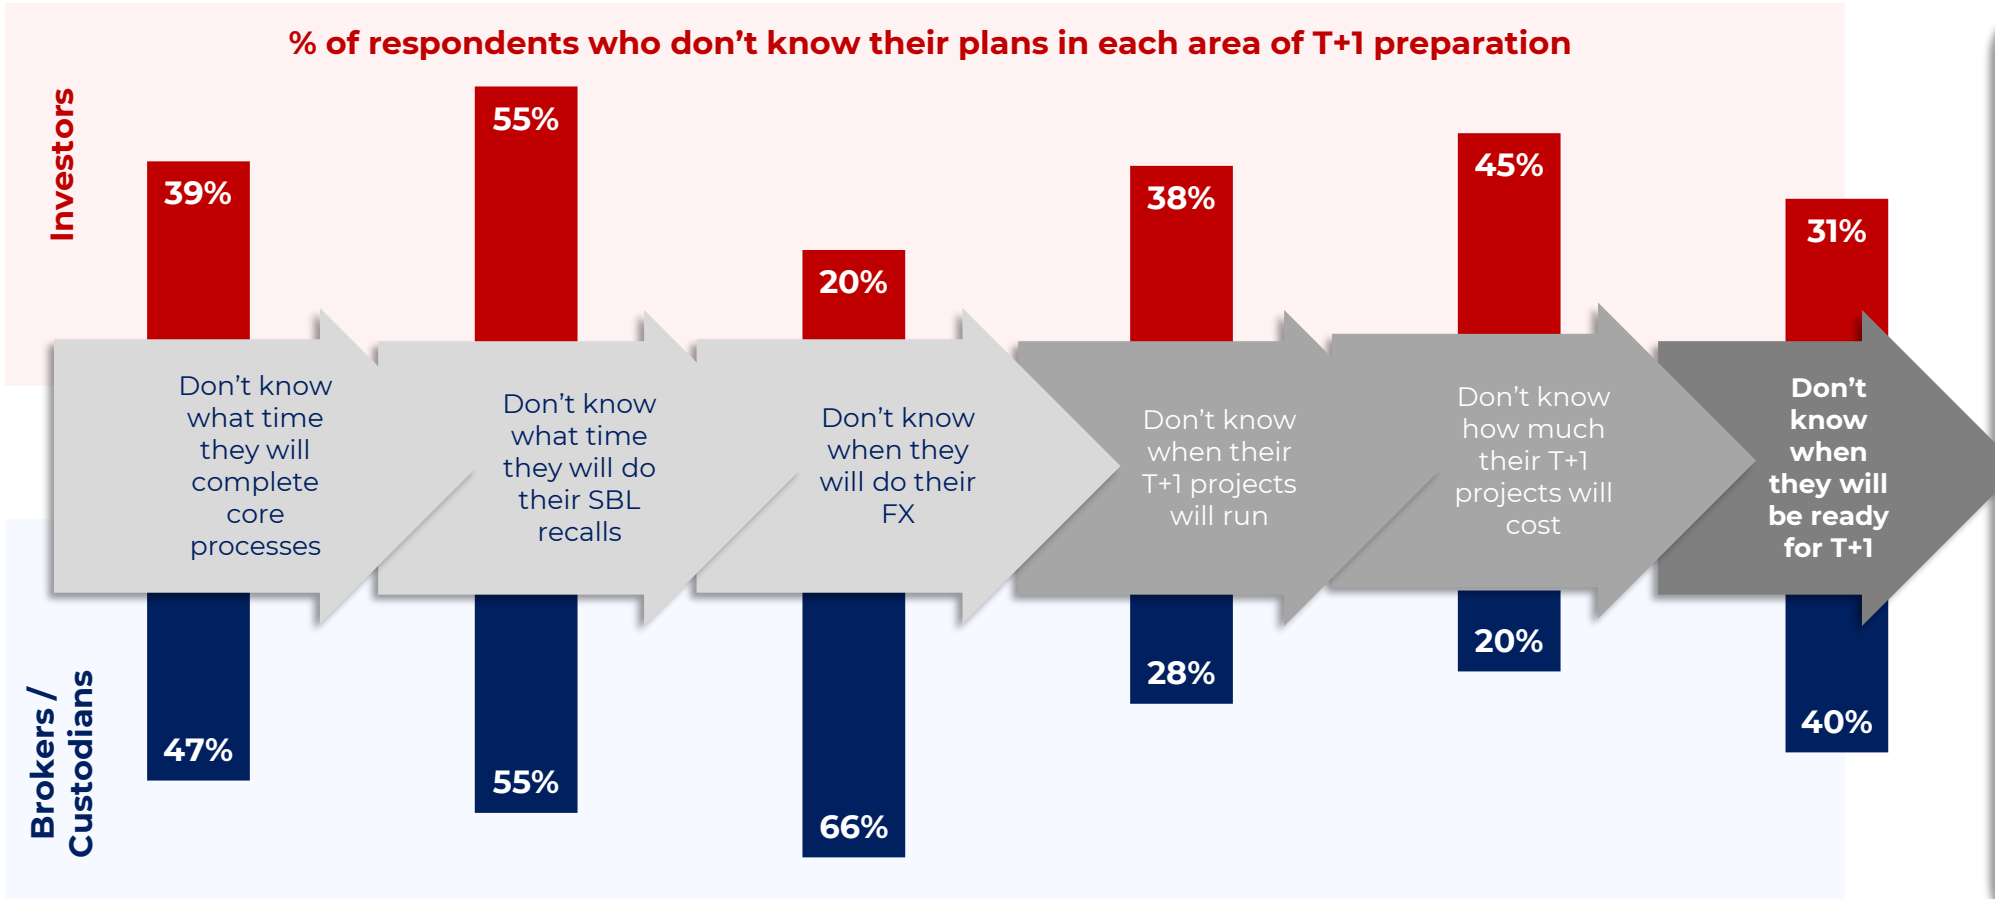 % of respondents who don’t know their plans in each area of T+1 preparation
Investors
39%
55%
20%
38%
45%
31%
Don’t know
what time
they will
complete
core
processes
Don’t know
what time
they will do
their SBL
recalls
Don’t know
when they
will do their
FX
Don’t know
when their
T+1 projects
will run
Don’t know
how much
their T+1
projects will
cost
Don’t
know
when
they will
be ready
for T+1
Brokers /
Custodians
47%
55%
66%
28%
20%
40%